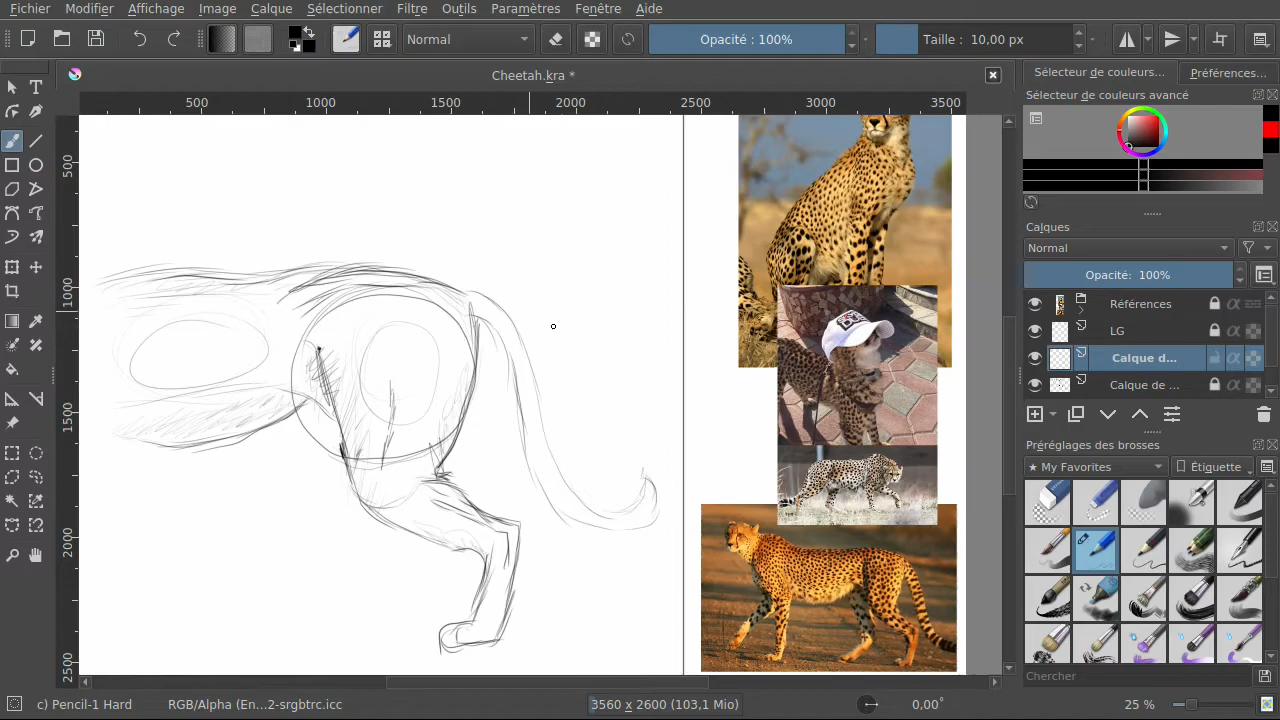 Fichier Modifier Affichage Image Calque Sélectionner Filtre Outils Paramètres Fenêtre Aide
Normal Opacité : 100% Taille : 10,00 px
Cheetah.kra *
Sélecteur de couleurs... Préférences...
Sélecteur de couleurs avancé
500 1000 1500 2000 2500 3000 3500
500
1000
1500
2000
2500
Calques
Normal
Opacité: 100%
Références
LG
Calque d...
Calque de ...
Préréglages des brosses
★ My Favorites Étiquette
Chercher
c) Pencil-1 Hard RGB/Alpha (En...2-srgbtrc.icc 3560 x 2600 (103,1 Mio) 0,00° 25 %